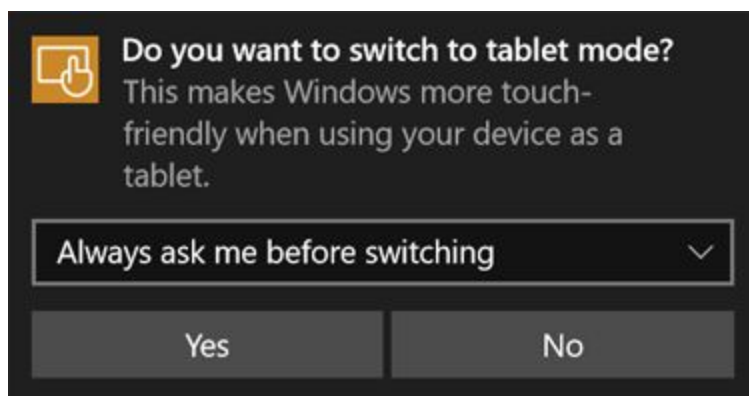 Do you want to switch to tablet mode?
This makes Windows more touch-
friendly when using your device as a
tablet.
Always ask me before switching
Yes
No